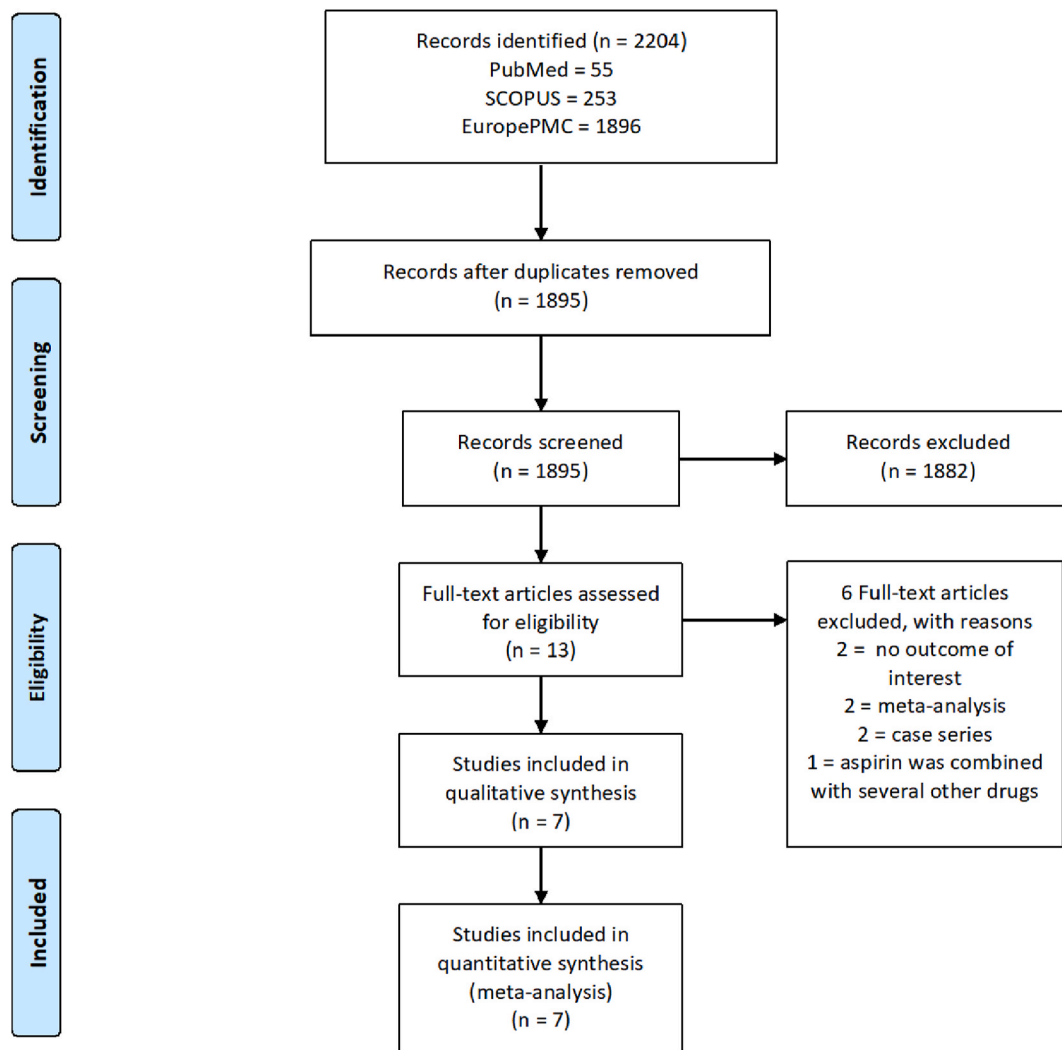 Identification
Records identified (n = 2204)
PubMed = 55
SCOPUS = 253
EuropePMC = 1896
Screening
Records after duplicates removed
(n = 1895)
Records screened
(n = 1895)
Records excluded
(n = 1882)
Eligibility
Full-text articles assessed
for eligibility
(n = 13)
6 Full-text articles
excluded, with reasons
2 = no outcome of
interest
2 = meta-analysis
2 = case series
1 = aspirin was combined
with several other drugs
Studies included in
qualitative synthesis
(n = 7)
Included
Studies included in
quantitative synthesis
(meta-analysis)
(n = 7)